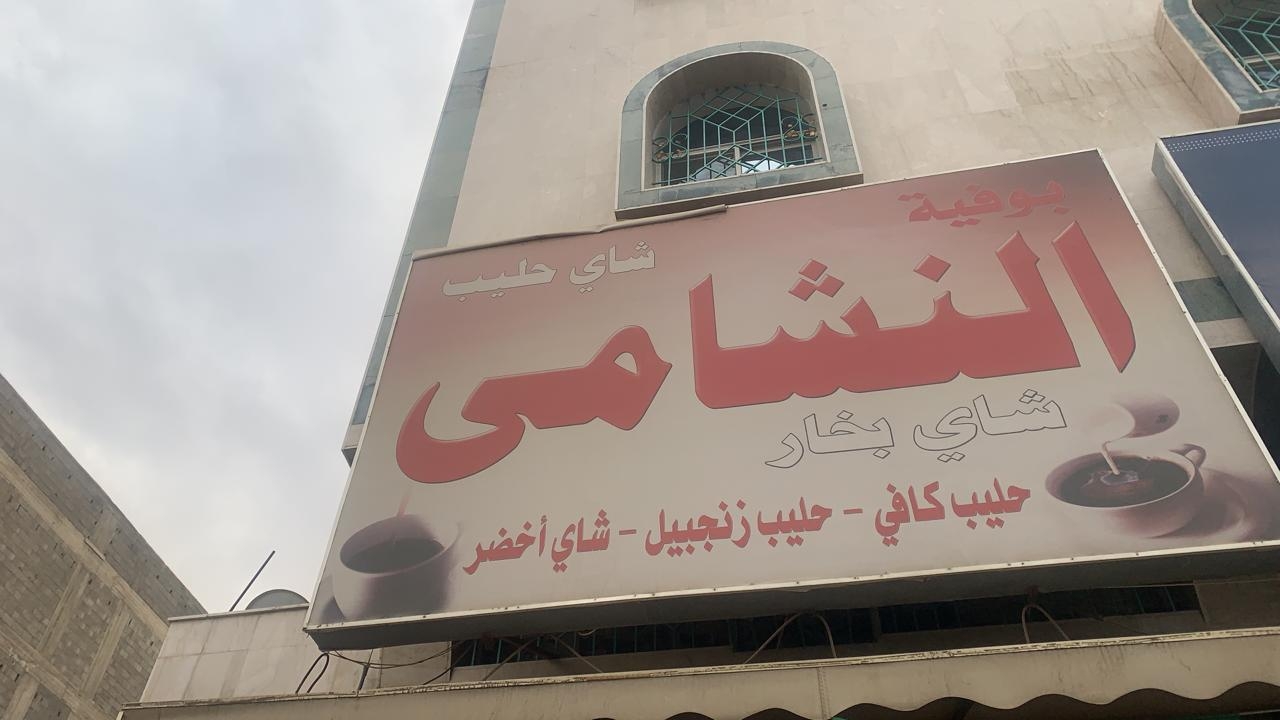 بوفية
شاي حليب
النشامى
شاي بخار
حليب كافي - حليب زنجبيل - شاي أخضر